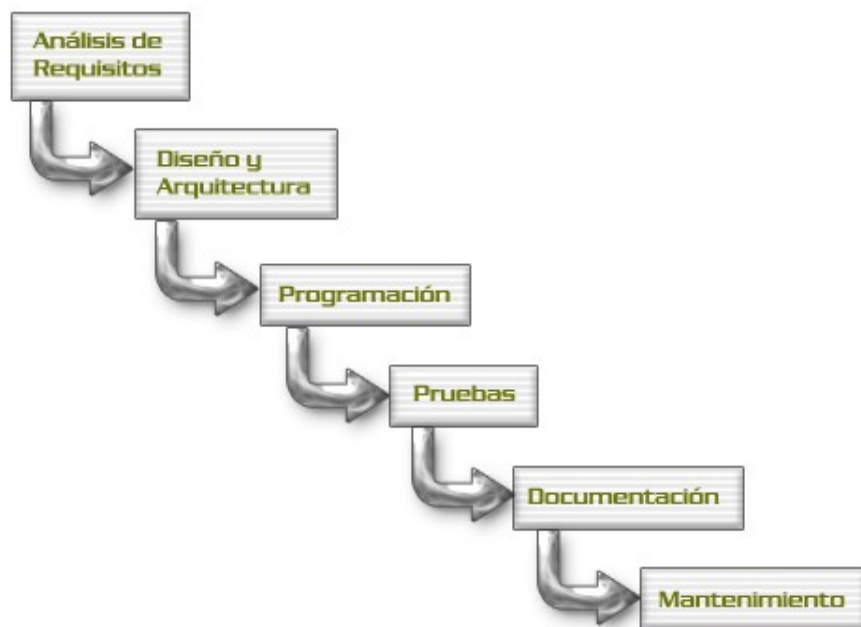 Análisis de
Requisitos
Diseño y
Arquitectura
Programación
Pruebas
Documentación
Mantenimiento